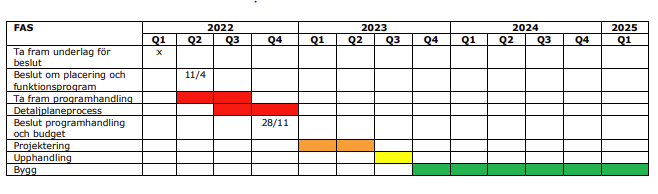 FAS 2022 2023 2024 2025
Q1 Q2 Q3 Q4 Q1 Q2 Q3 Q4 Q1 Q2 Q3 Q4 Q1
Ta fram underlag för x
beslut
Beslut om placering och 11/4
funktionsprogram
Ta fram programhandling
Detaljplaneprocess
Beslut programhandling 28/11
och budget
Projektering
Upphandling
Bygg